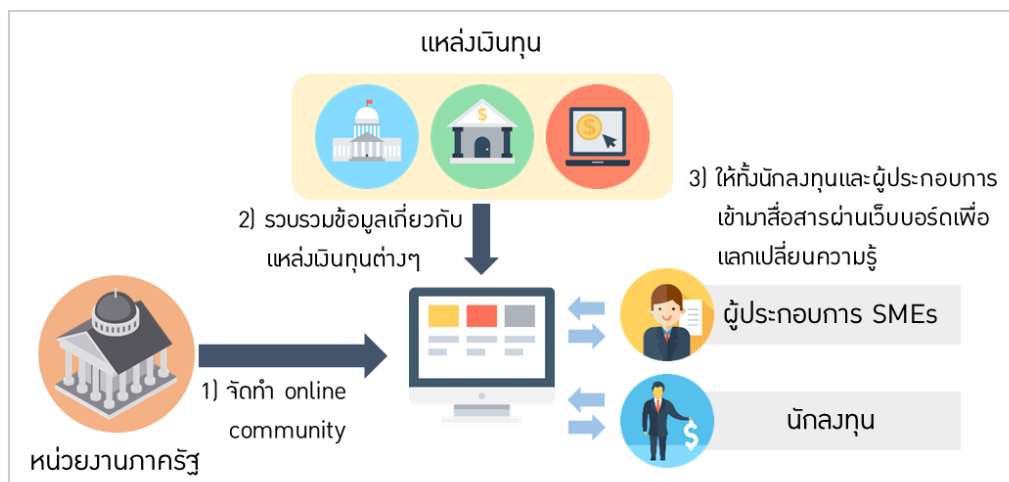 แหล่งเงินทุน
2) รวบรวมข้อมูลเกี่ยวกับ
แหล่งเงินทุนต่างๆ
3) ให้ทั้งนักลงทุนและผู้ประกอบการ
เข้ามาสื่อสารผ่านเว็บบอร์ดเพื่อ
แลกเปลี่ยนความรู้
ผู้ประกอบการ SMEs
1) จัดทำ online
community
นักลงทุน
หน่วยงานภาครัฐ